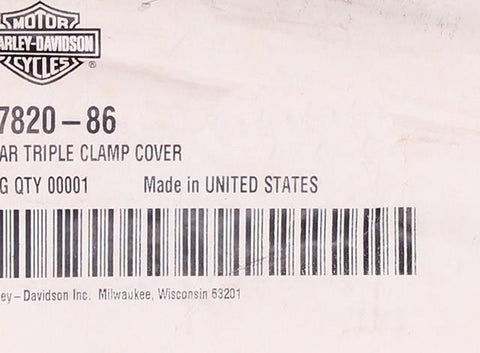 MOTOR
ARLEY-DAVIDSON
CYCLES
®
7820-86
AR TRIPLE CLAMP COVER
G QTY 00001 Made in UNITED STATES
ey-Davidson Inc. Milwaukee, Wisconsin 53201